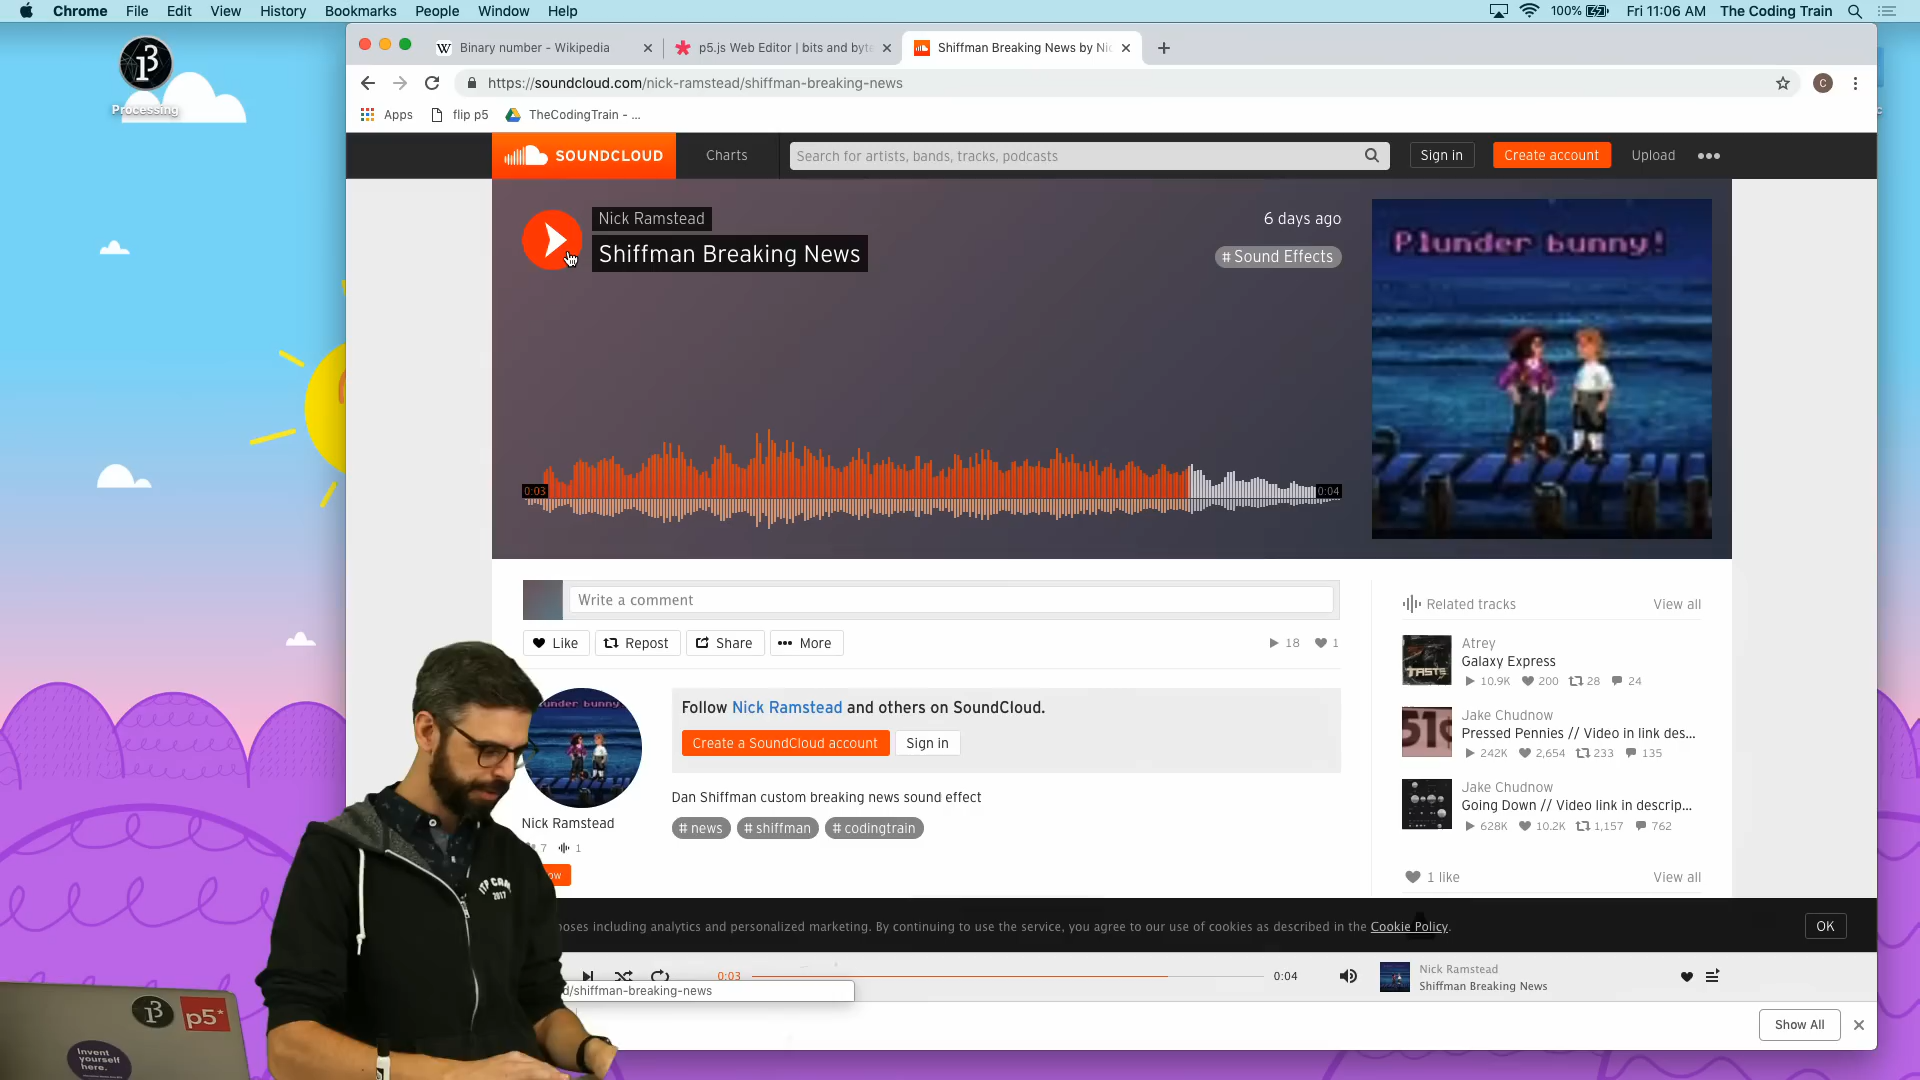 Chrome File Edit View History Bookmarks People Window Help
100% Fri 11:06 AM The Coding Train
Processing
Binary number - Wikipedia
p5.js Web Editor | bits and byte
Shiffman Breaking News by Nic
https://soundcloud.com/nick-ramstead/shiffman-breaking-news
Apps flip p5 TheCodingTrain - ...
SOUNDCLOUD Charts Search for artists, bands, tracks, podcasts Sign in Create account Upload
Nick Ramstead
Shiffman Breaking News
6 days ago
# Sound Effects
Plunder bunny!
0:03
0:04
Write a comment
Like Repost Share More
18 1
Related tracks View all
Atrey
Galaxy Express
10.9K 200 28 24
Jake Chudnow
Pressed Pennies // Video in link des...
242K 2,654 233 135
Jake Chudnow
Going Down // Video link in descrip...
628K 10.2K 1,157 762
1 like View all
Follow Nick Ramstead and others on SoundCloud.
Create a SoundCloud account Sign in
Dan Shiffman custom breaking news sound effect
# news # shiffman # codingtrain
Nick Ramstead
7 1
oses including analytics and personalized marketing. By continuing to use the service, you agree to our use of cookies as described in the Cookie Policy.
OK
0:03 0:04
Nick Ramstead
Shiffman Breaking News
d/shiffman-breaking-news
Show All
2017
p5*
Invent
yourself
here.